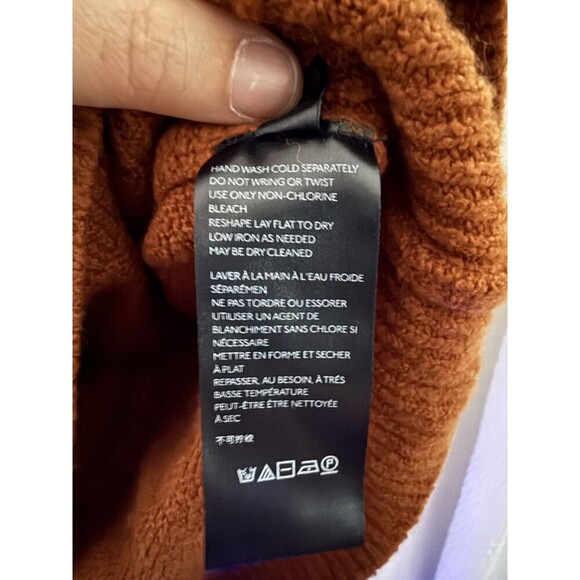 HAND WASH COLD SEPARATELY
DO NOT WRING OR TWIST
USE ONLY NON-CHLORINE
BLEACH
RESHAPE LAY FLAT TO DRY
LOW IRON AS NEEDED
MAY BE DRY CLEANED
LAVER À LA MAIN À L'EAU FROIDE
SÉPARÉMEN
NE PAS TORDRE OU ESSORER
UTILISER UN AGENT DE
BLANCHIMENT SANS CHLORE SI
NÉCESSAIRE
METTRE EN FORME ET SECHER
À PLAT
REPASSER, AU BESOIN, À TRÉS
BASSE TEMPÉRATURE
PEUT-ÊTRE ÊTRE NETTOYÉE
À SEC
不可拧绞
P